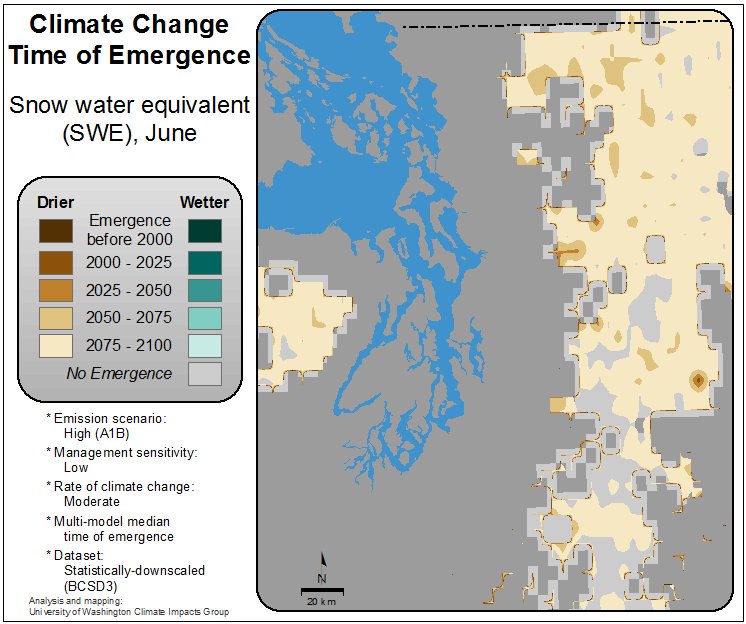 Climate Change
Time of Emergence
Snow water equivalent
(SWE), June
Drier
Wetter
Emergence
before 2000
2000 - 2025
2025 - 2050
2050 - 2075
2075 - 2100
No Emergence
* Emission scenario:
High (A1B)
* Management sensitivity:
Low
* Rate of climate change:
Moderate
* Multi-model median
time of emergence
* Dataset:
Statistically-downscaled
(BCSD3)
Analysis and mapping:
University of Washington Climate Impacts Group
N
20 km